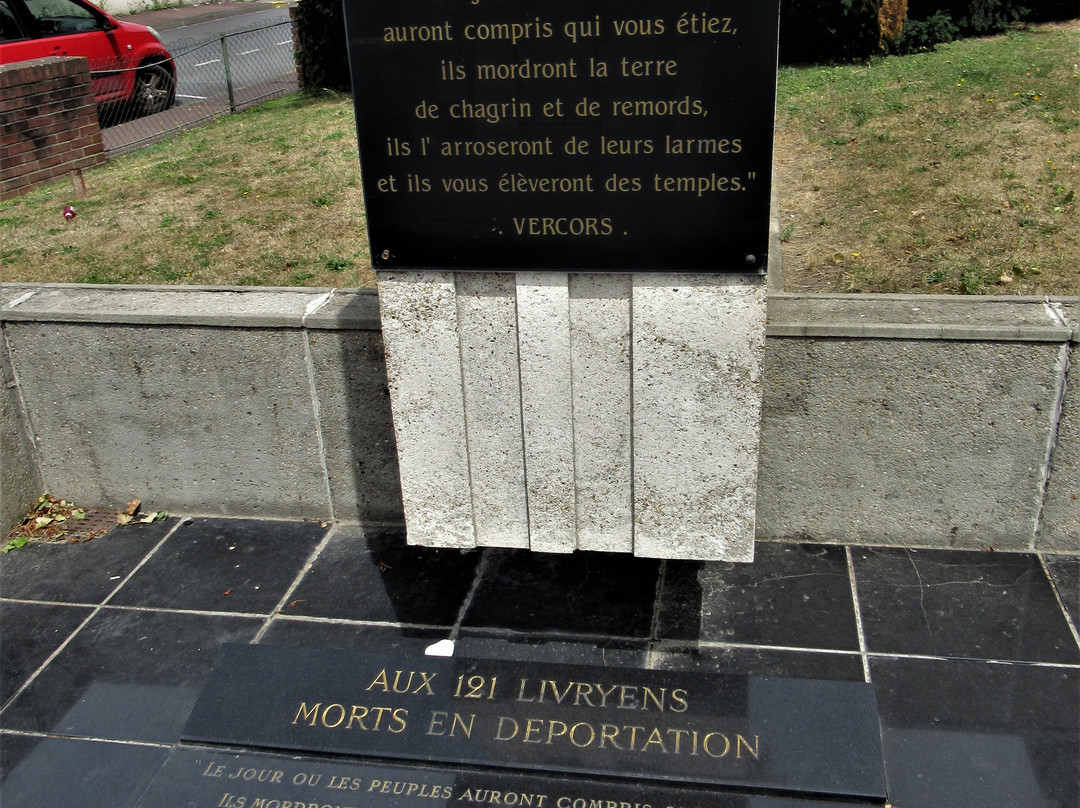 auront compris qui vous étiez,
ils mordront la terre
de chagrin et de remords,
ils l' arroseront de leurs larmes
et ils vous élèveront des temples."
. VERCORS .
AUX 121 LIVRYENS
MORTS EN DEPORTATION
"LE JOUR OU LES PEUPLES AURONT COMPRIS
ILS MORDRONT